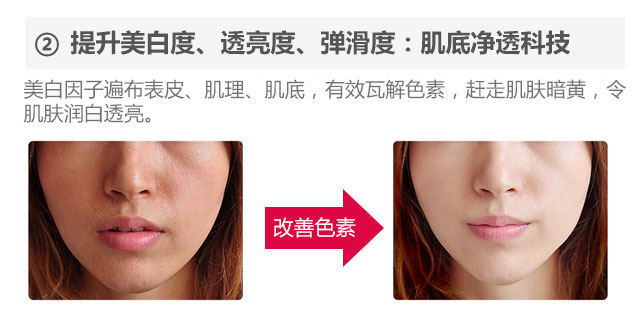 ② 提升美白度、透亮度、弹滑度：肌底净透科技
美白因子遍布表皮、肌理、肌底，有效瓦解色素，赶走肌肤暗黄，令
肌肤润白透亮。
改善色素